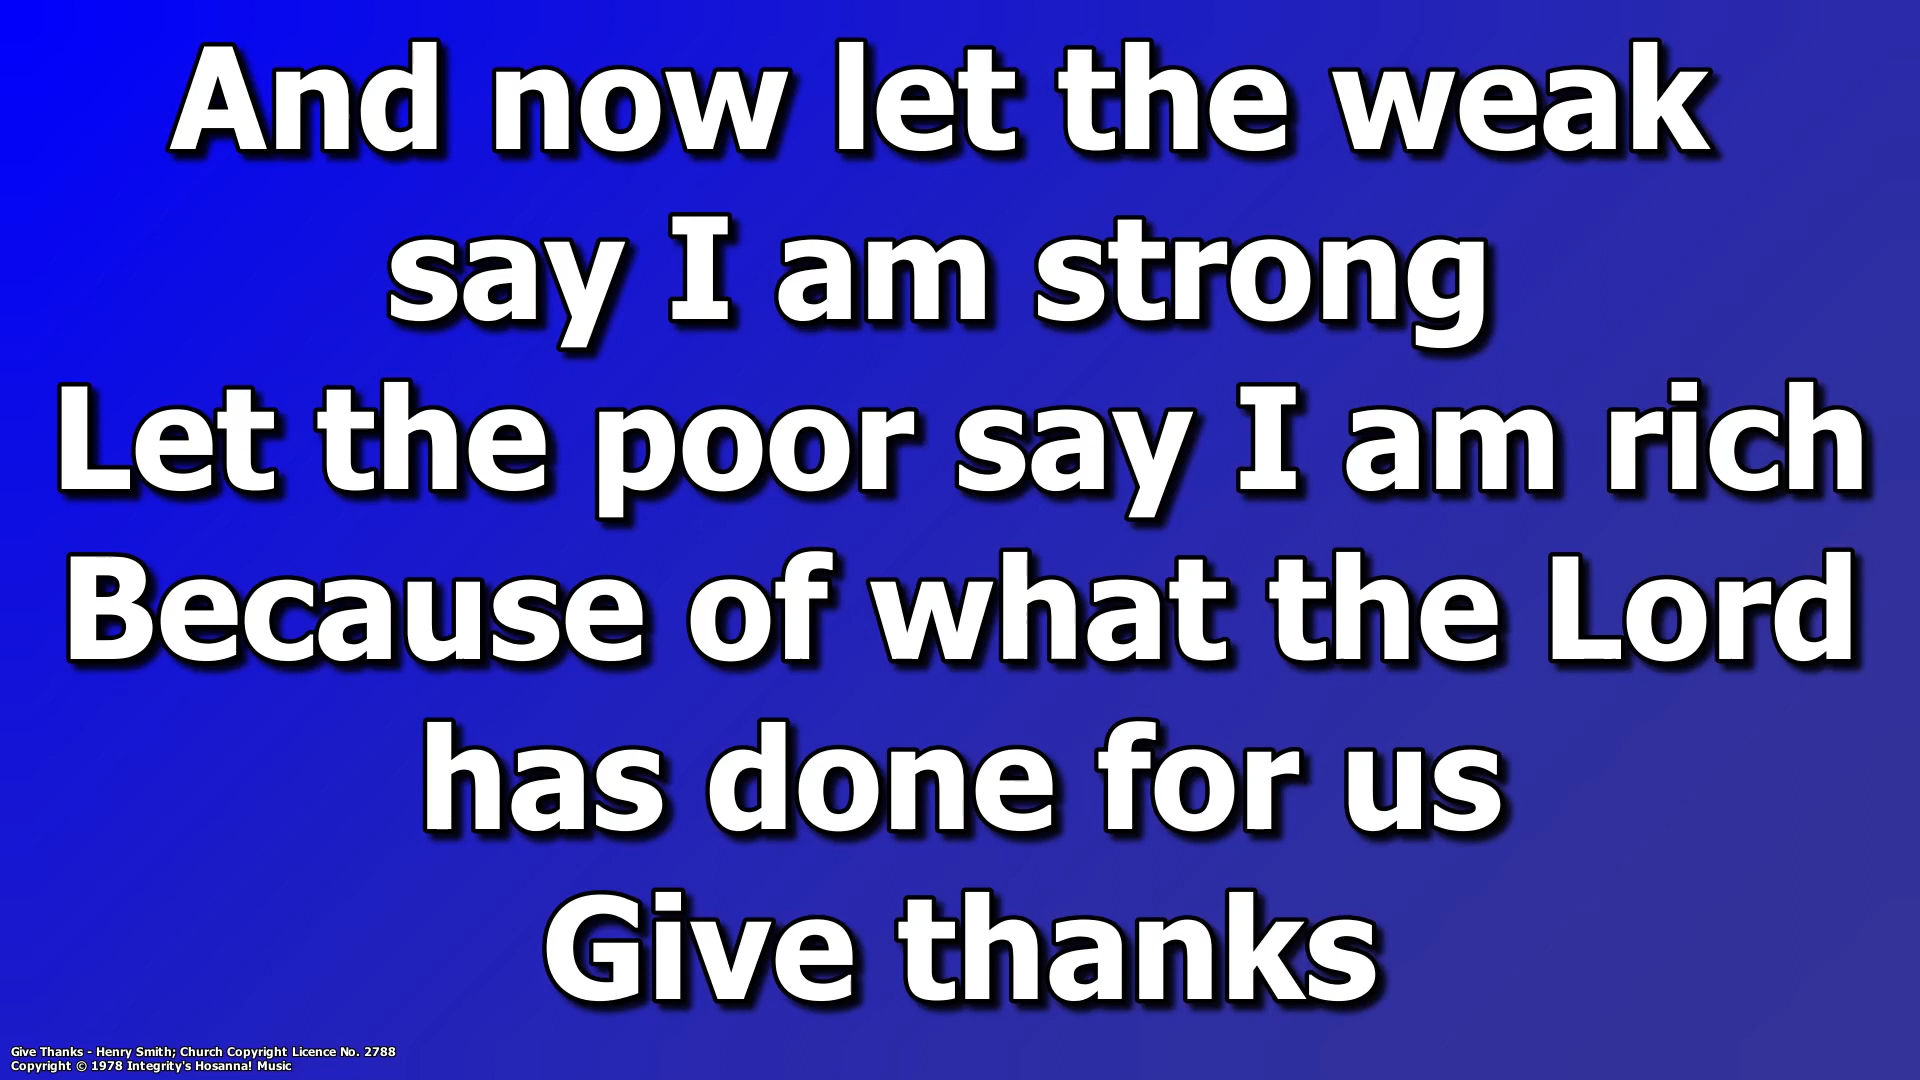 And now let the weak
say I am strong
Let the poor say I am rich
Because of what the Lord
has done for us
Give thanks
Give Thanks - Henry Smith; Church Copyright Licence No. 2788
Copyright © 1978 Integrity's Hosanna! Music